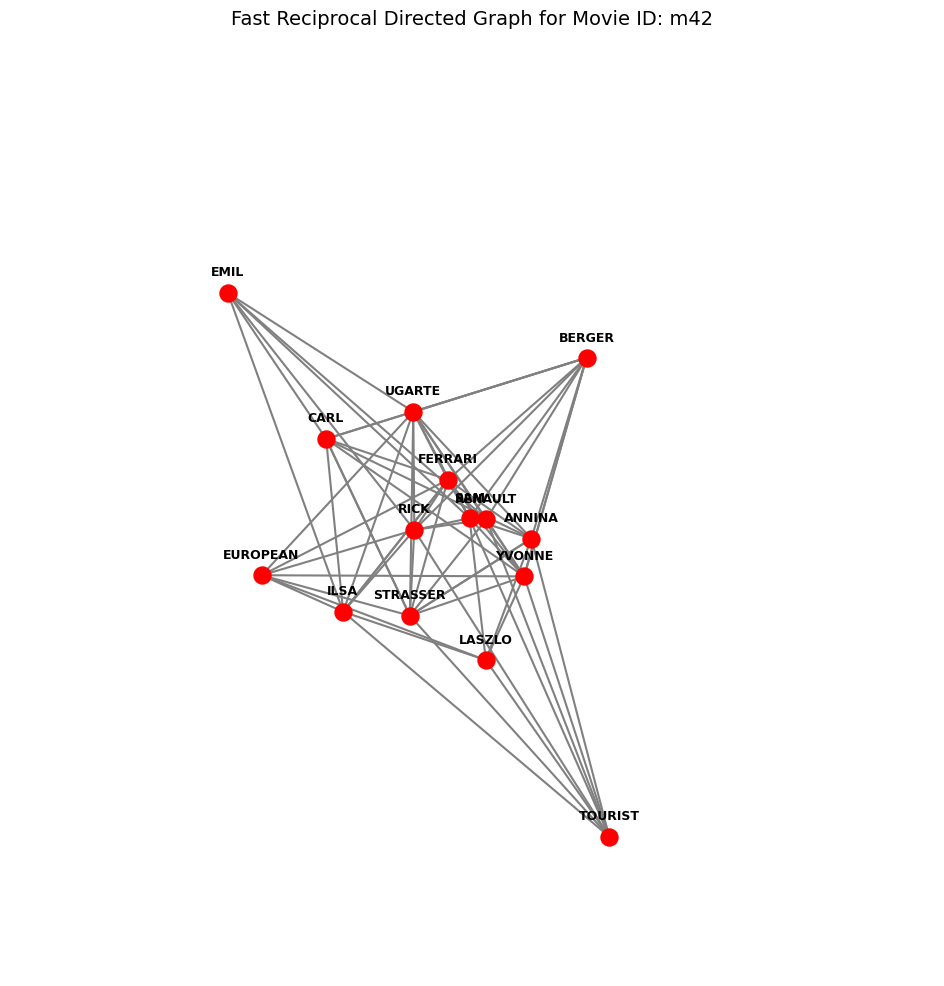 Fast Reciprocal Directed Graph for Movie ID: m42
EMIL
BERGER
UGARTE
CARL
FERRARI
SAM
RENAULT
RICK
ANNINA
EUROPEAN
YVONNE
ILSA
STRASSER
LASZLO
TOURIST